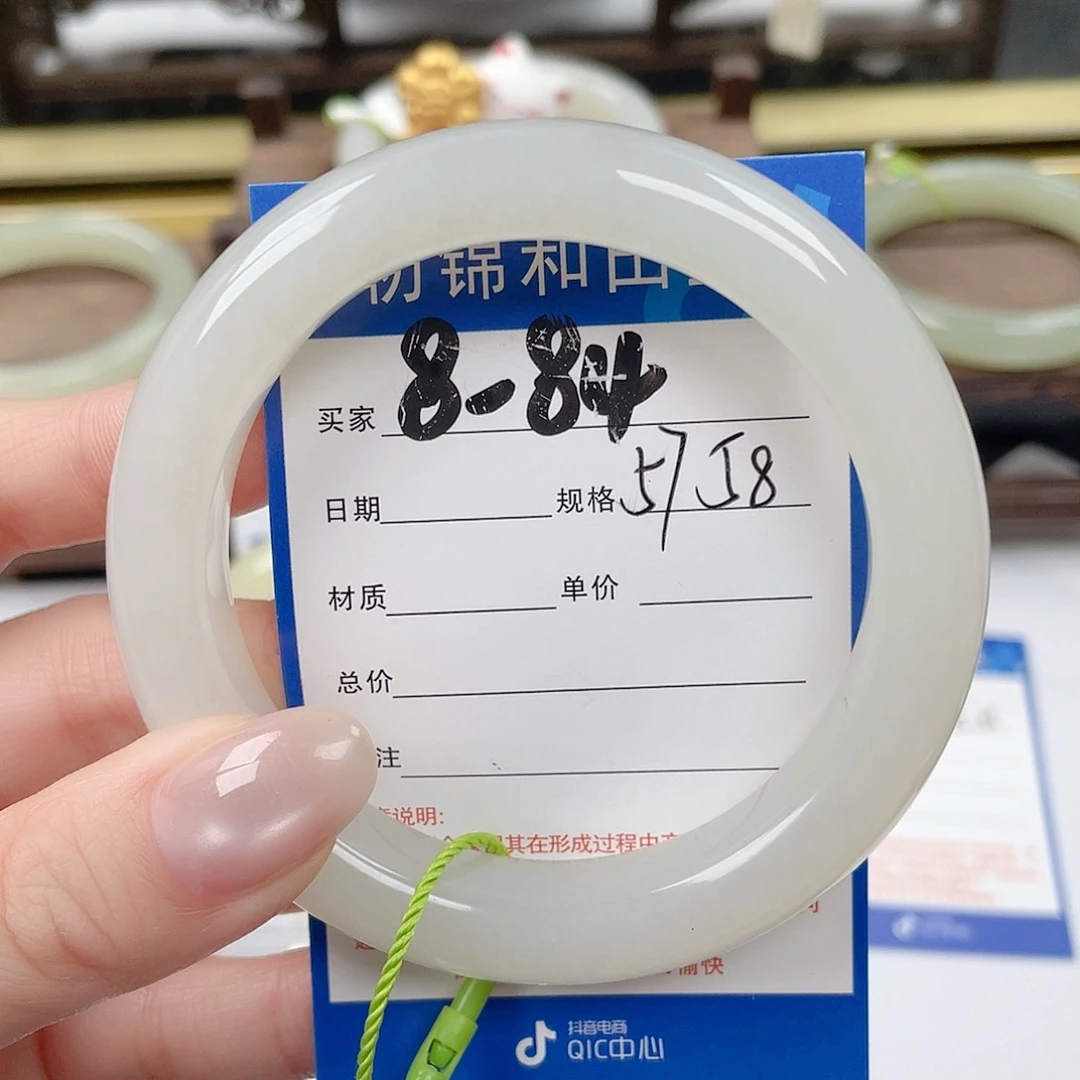 锦和田
买家 8-84
日期 规格 57/58
材质 单价
总价
注
说明:
其在形成过程中
愉快
抖音电商
QIC中心